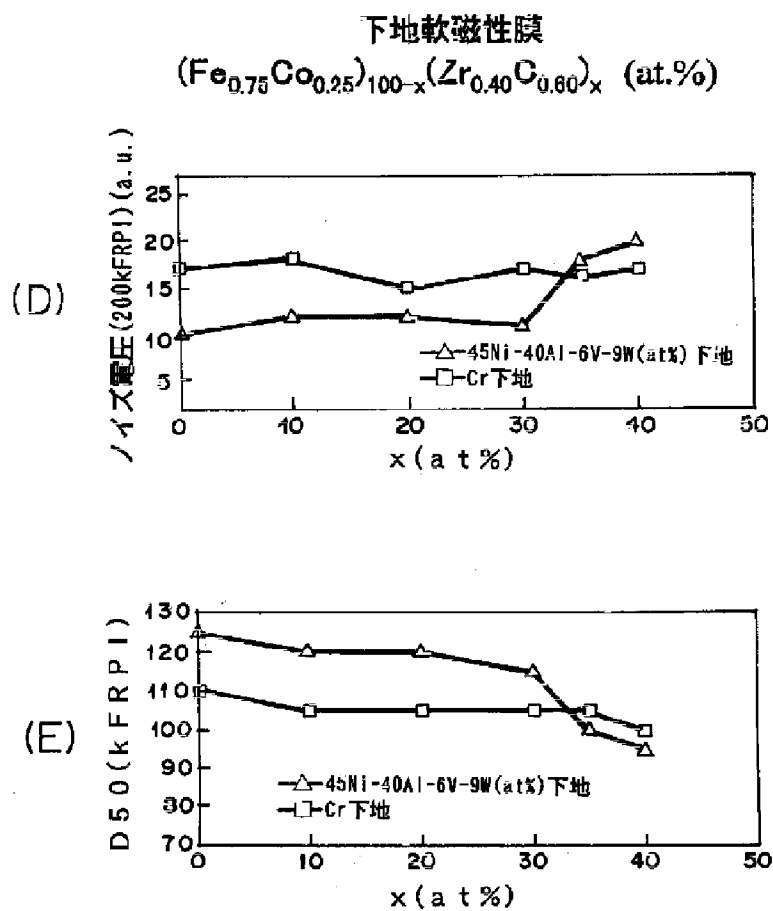 下地軟磁性膜
(Fe0.75Co0.25)100-x(Zr0.40C0.60)x (at.%)
(D)
ノイズ電圧(200kFRPI)(a.u.)
25
20
15
10
5
△45Ni-40Al-6V-9W(at%)下地
□Cr下地
0 10 20 30 40 50
x(at%)
(E)
D50(kFRPI)
130
120
110
100
90
80
70
△45Ni-40Al-6V-9W(at%)下地
□Cr下地
0 10 20 30 40 50
x(at%)